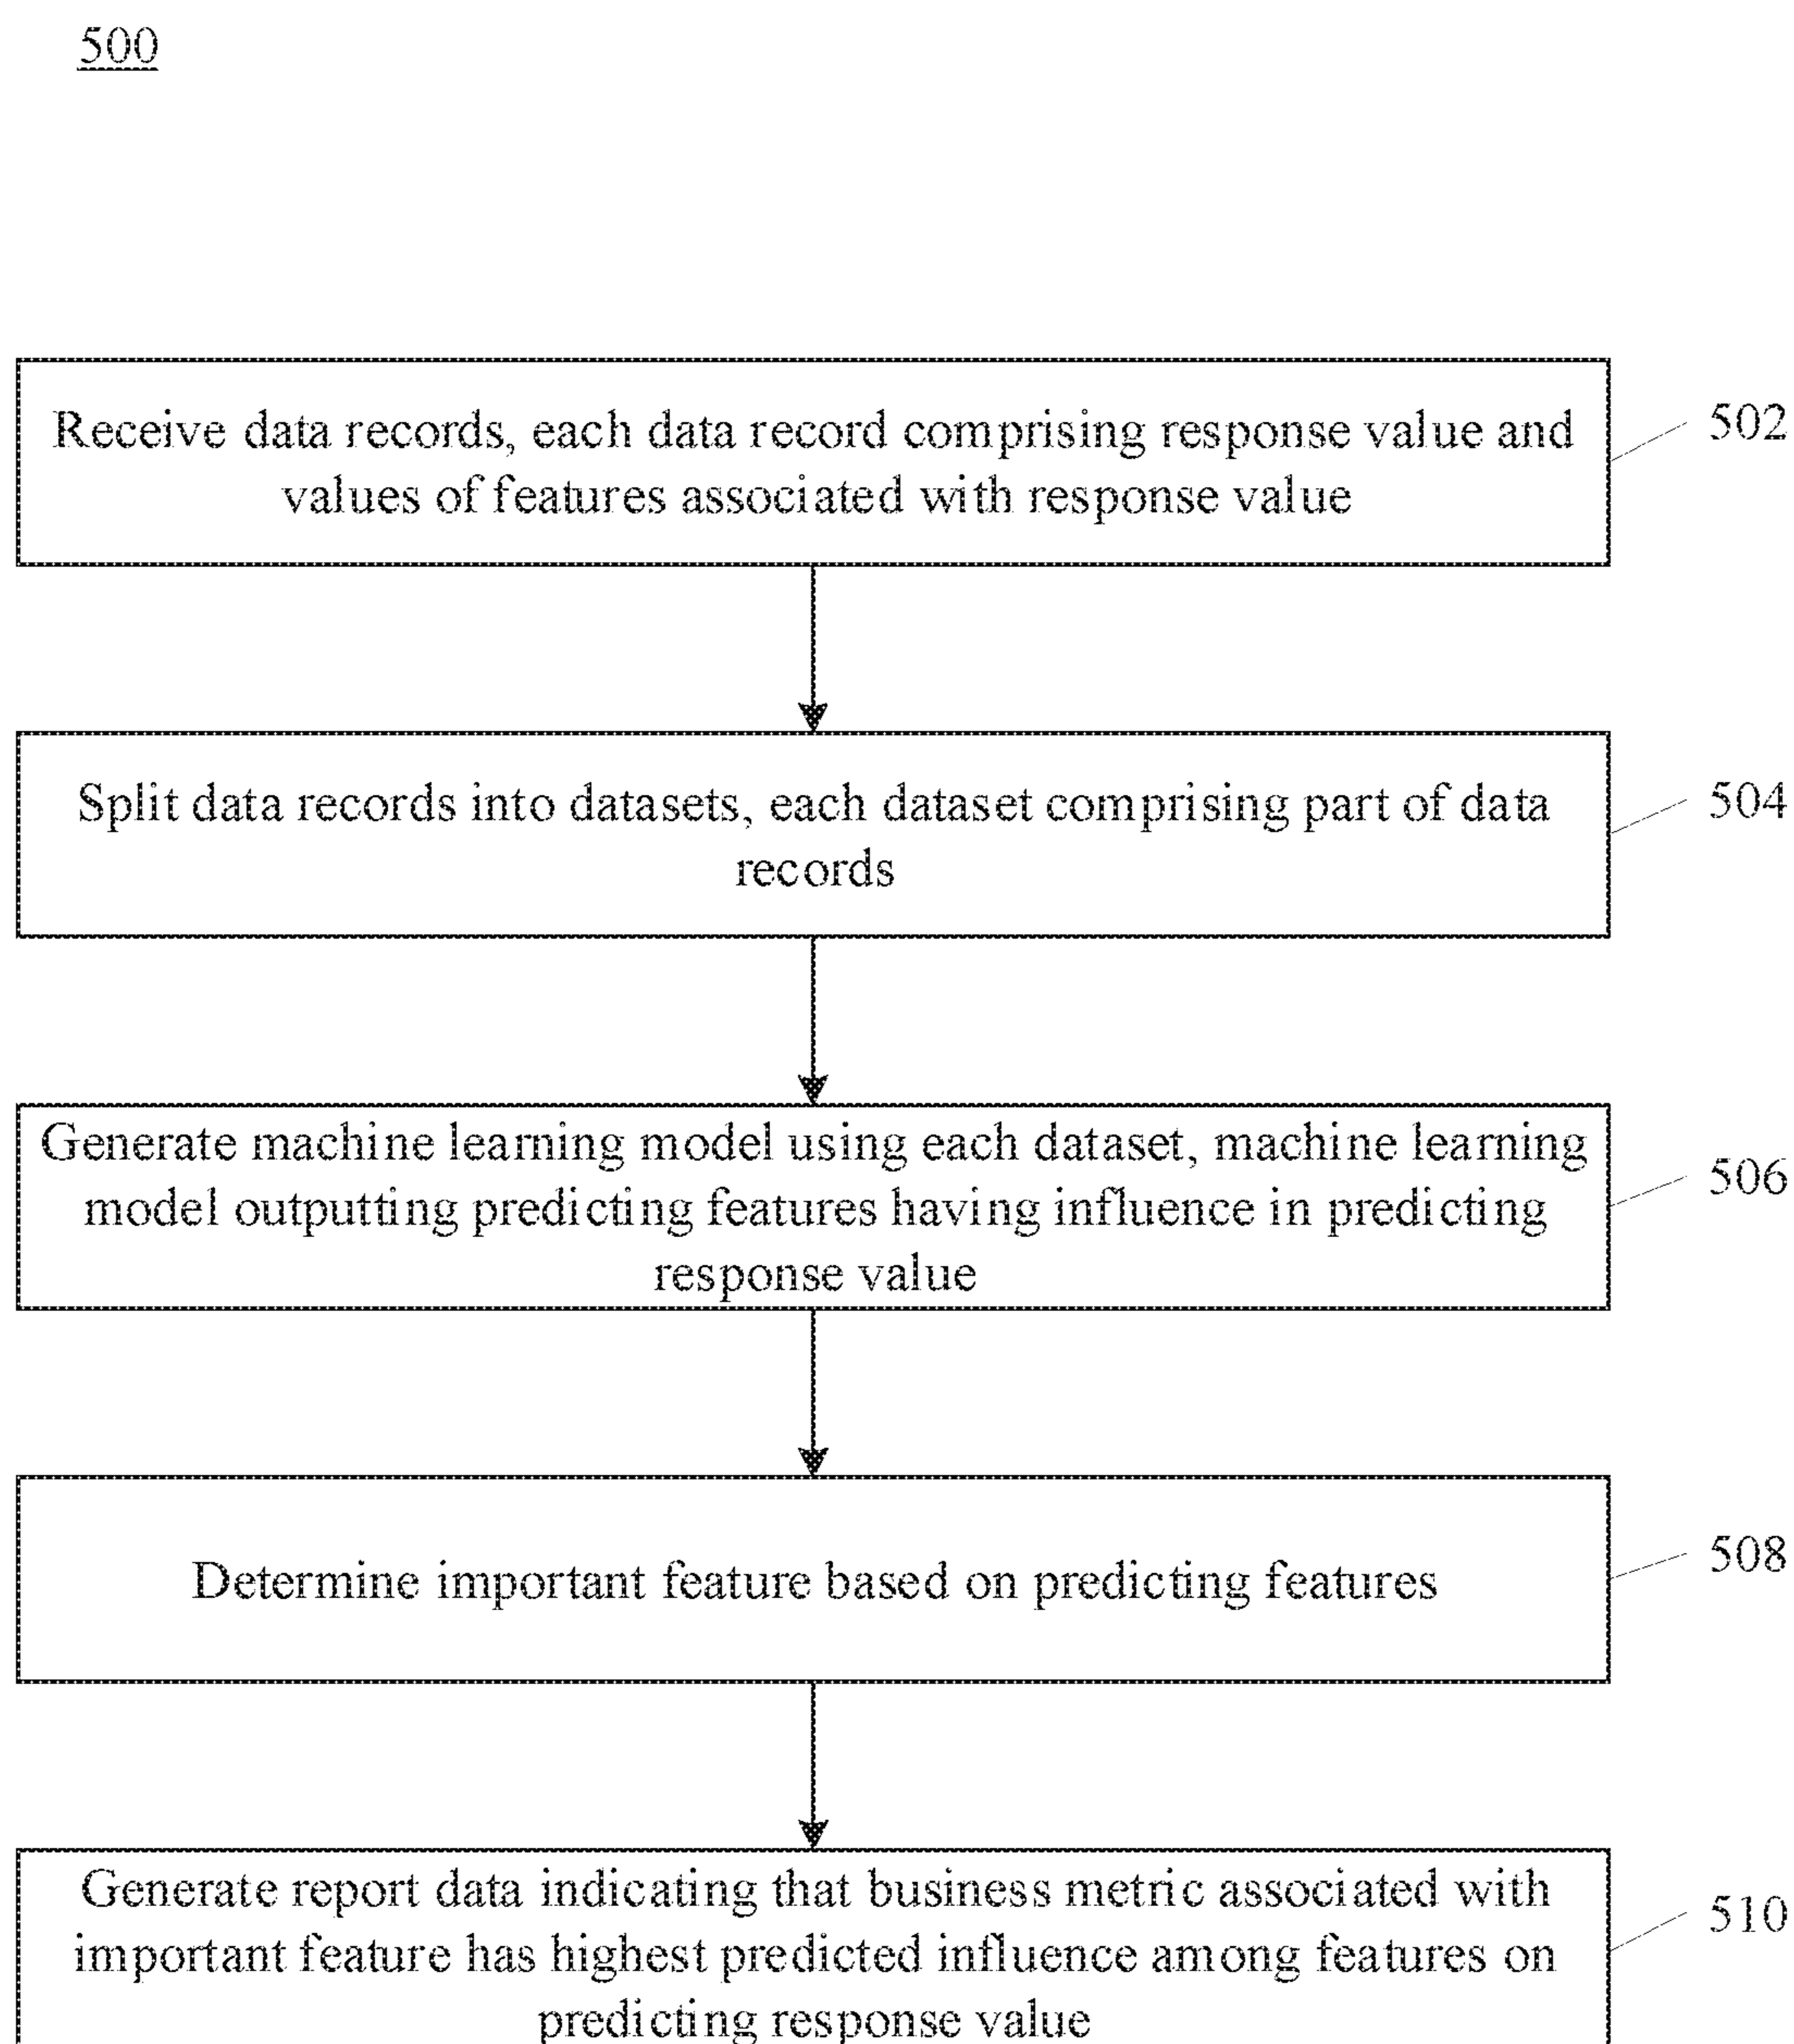 500
Receive data records, each data record comprising response value and
values of features associated with response value
502
Split data records into datasets, each dataset comprising part of data
records
504
Generate machine learning model using each dataset, machine learning
model outputting predicting features having influence in predicting
response value
506
Determine important feature based on predicting features
508
Generate report data indicating that business metric associated with
important feature has highest predicted influence among features on
predicting response value
510